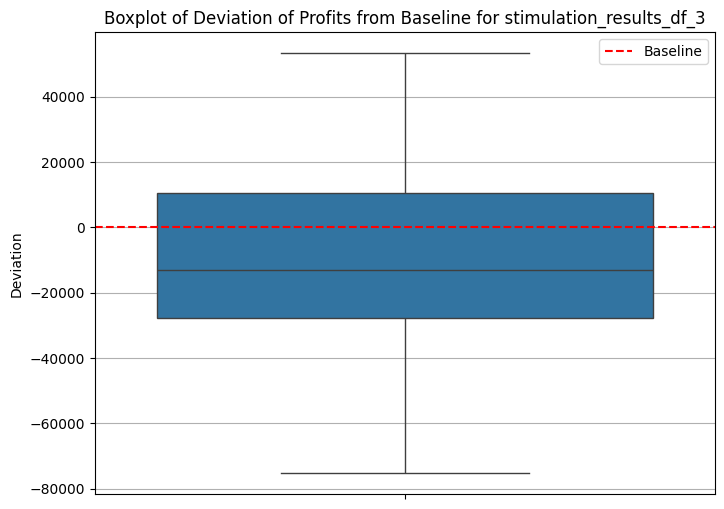 Boxplot of Deviation of Profits from Baseline for stimulation_results_df_3
Baseline
40000
20000
0
−20000
−40000
−60000
−80000
Deviation